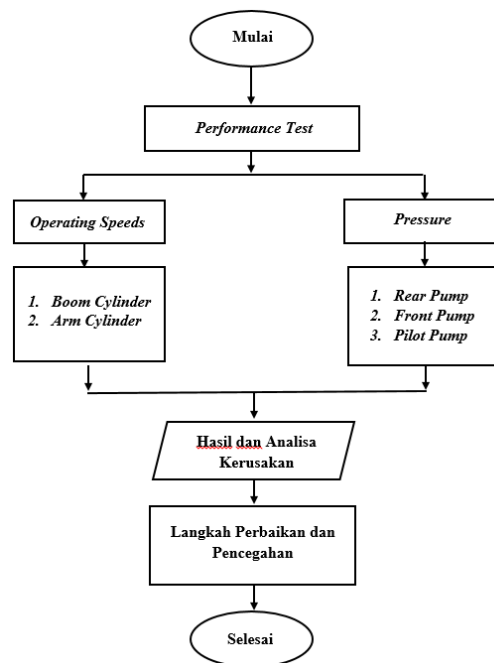 Mulai
Performance Test
Operating Speeds
Pressure
1. Boom Cylinder
2. Arm Cylinder
1. Rear Pump
2. Front Pump
3. Pilot Pump
Hasil dan Analisa
Kerusakan
Langkah Perbaikan dan
Pencegahan
Selesai